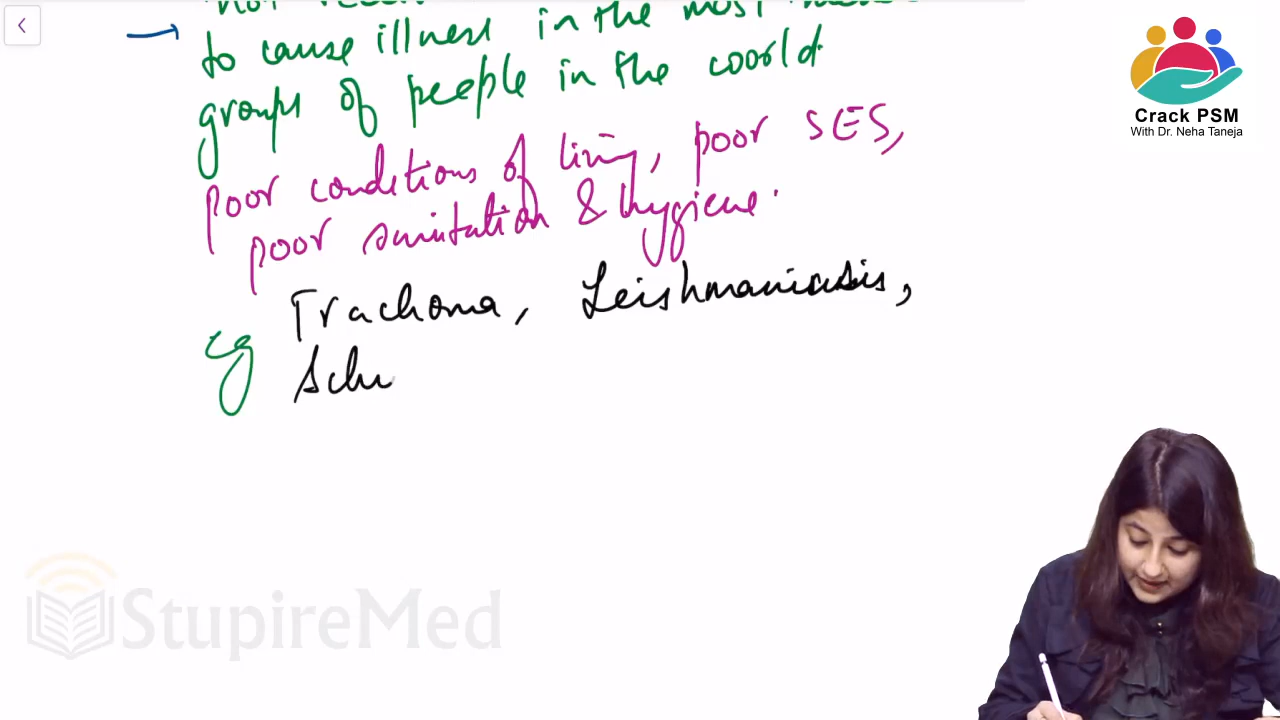 to cause illness in the most
groups of people in the world
poor conditions of living, poor SES,
poor sanitation & hygiene.
eg Trachoma, Leishmaniasis,
Schi
Crack PSM
With Dr. Neha Taneja
StupireMed